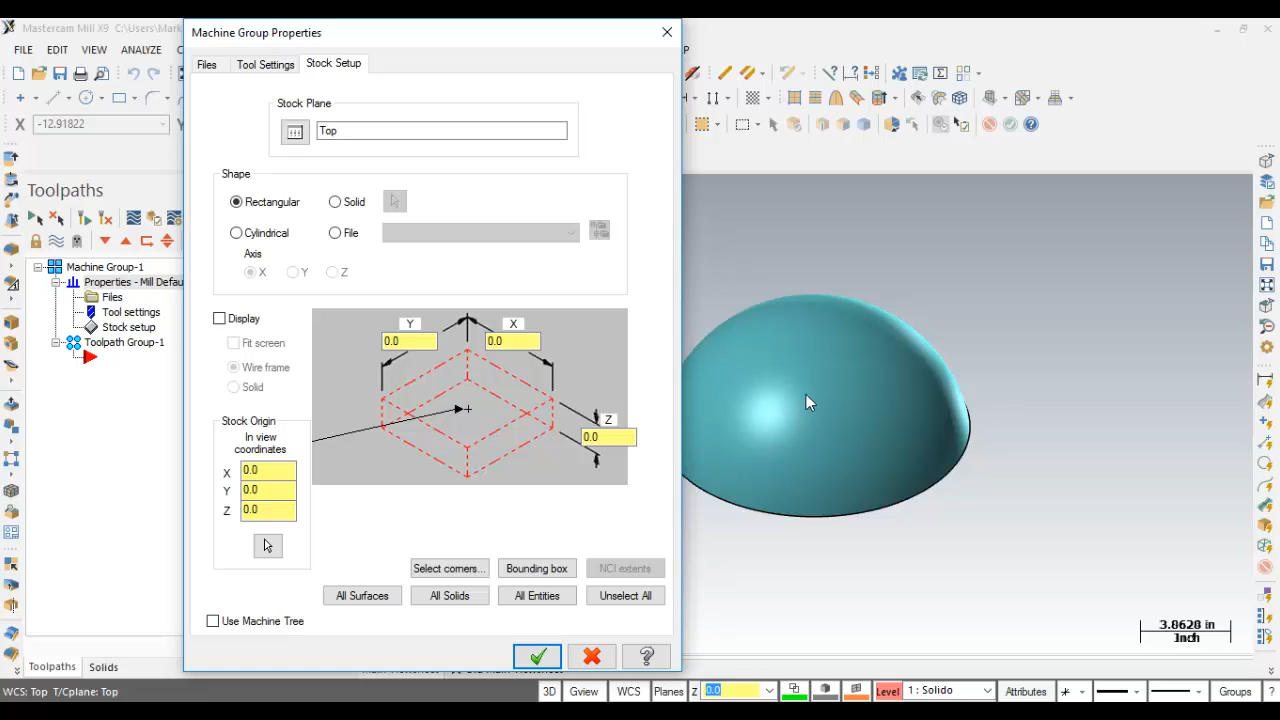 Mastercam Mill X9 C:\Users\Mark
Machine Group Properties
FILE EDIT VIEW ANALYZE
Files Tool Settings Stock Setup
Stock Plane
Top
X -12.91822
Shape
Rectangular Solid
Cylindrical File
Axis
X Y Z
Toolpaths
Machine Group-1
Properties - Mill Defau
Files
Tool settings
Stock setup
Toolpath Group-1
Display
Fit screen
Wire frame
Solid
Y X
0.0 0.0
Z
0.0
Stock Origin
In view
coordinates
X 0.0
Y 0.0
Z 0.0
Select corners... Bounding box NCI extents
All Surfaces All Solids All Entities Unselect All
Use Machine Tree
3.8628 in
Inch
Toolpaths Solids
WCS: Top T/Cplane: Top
3D Gview WCS Planes Z 0.0 Level 1 : Solido Attributes Groups ?